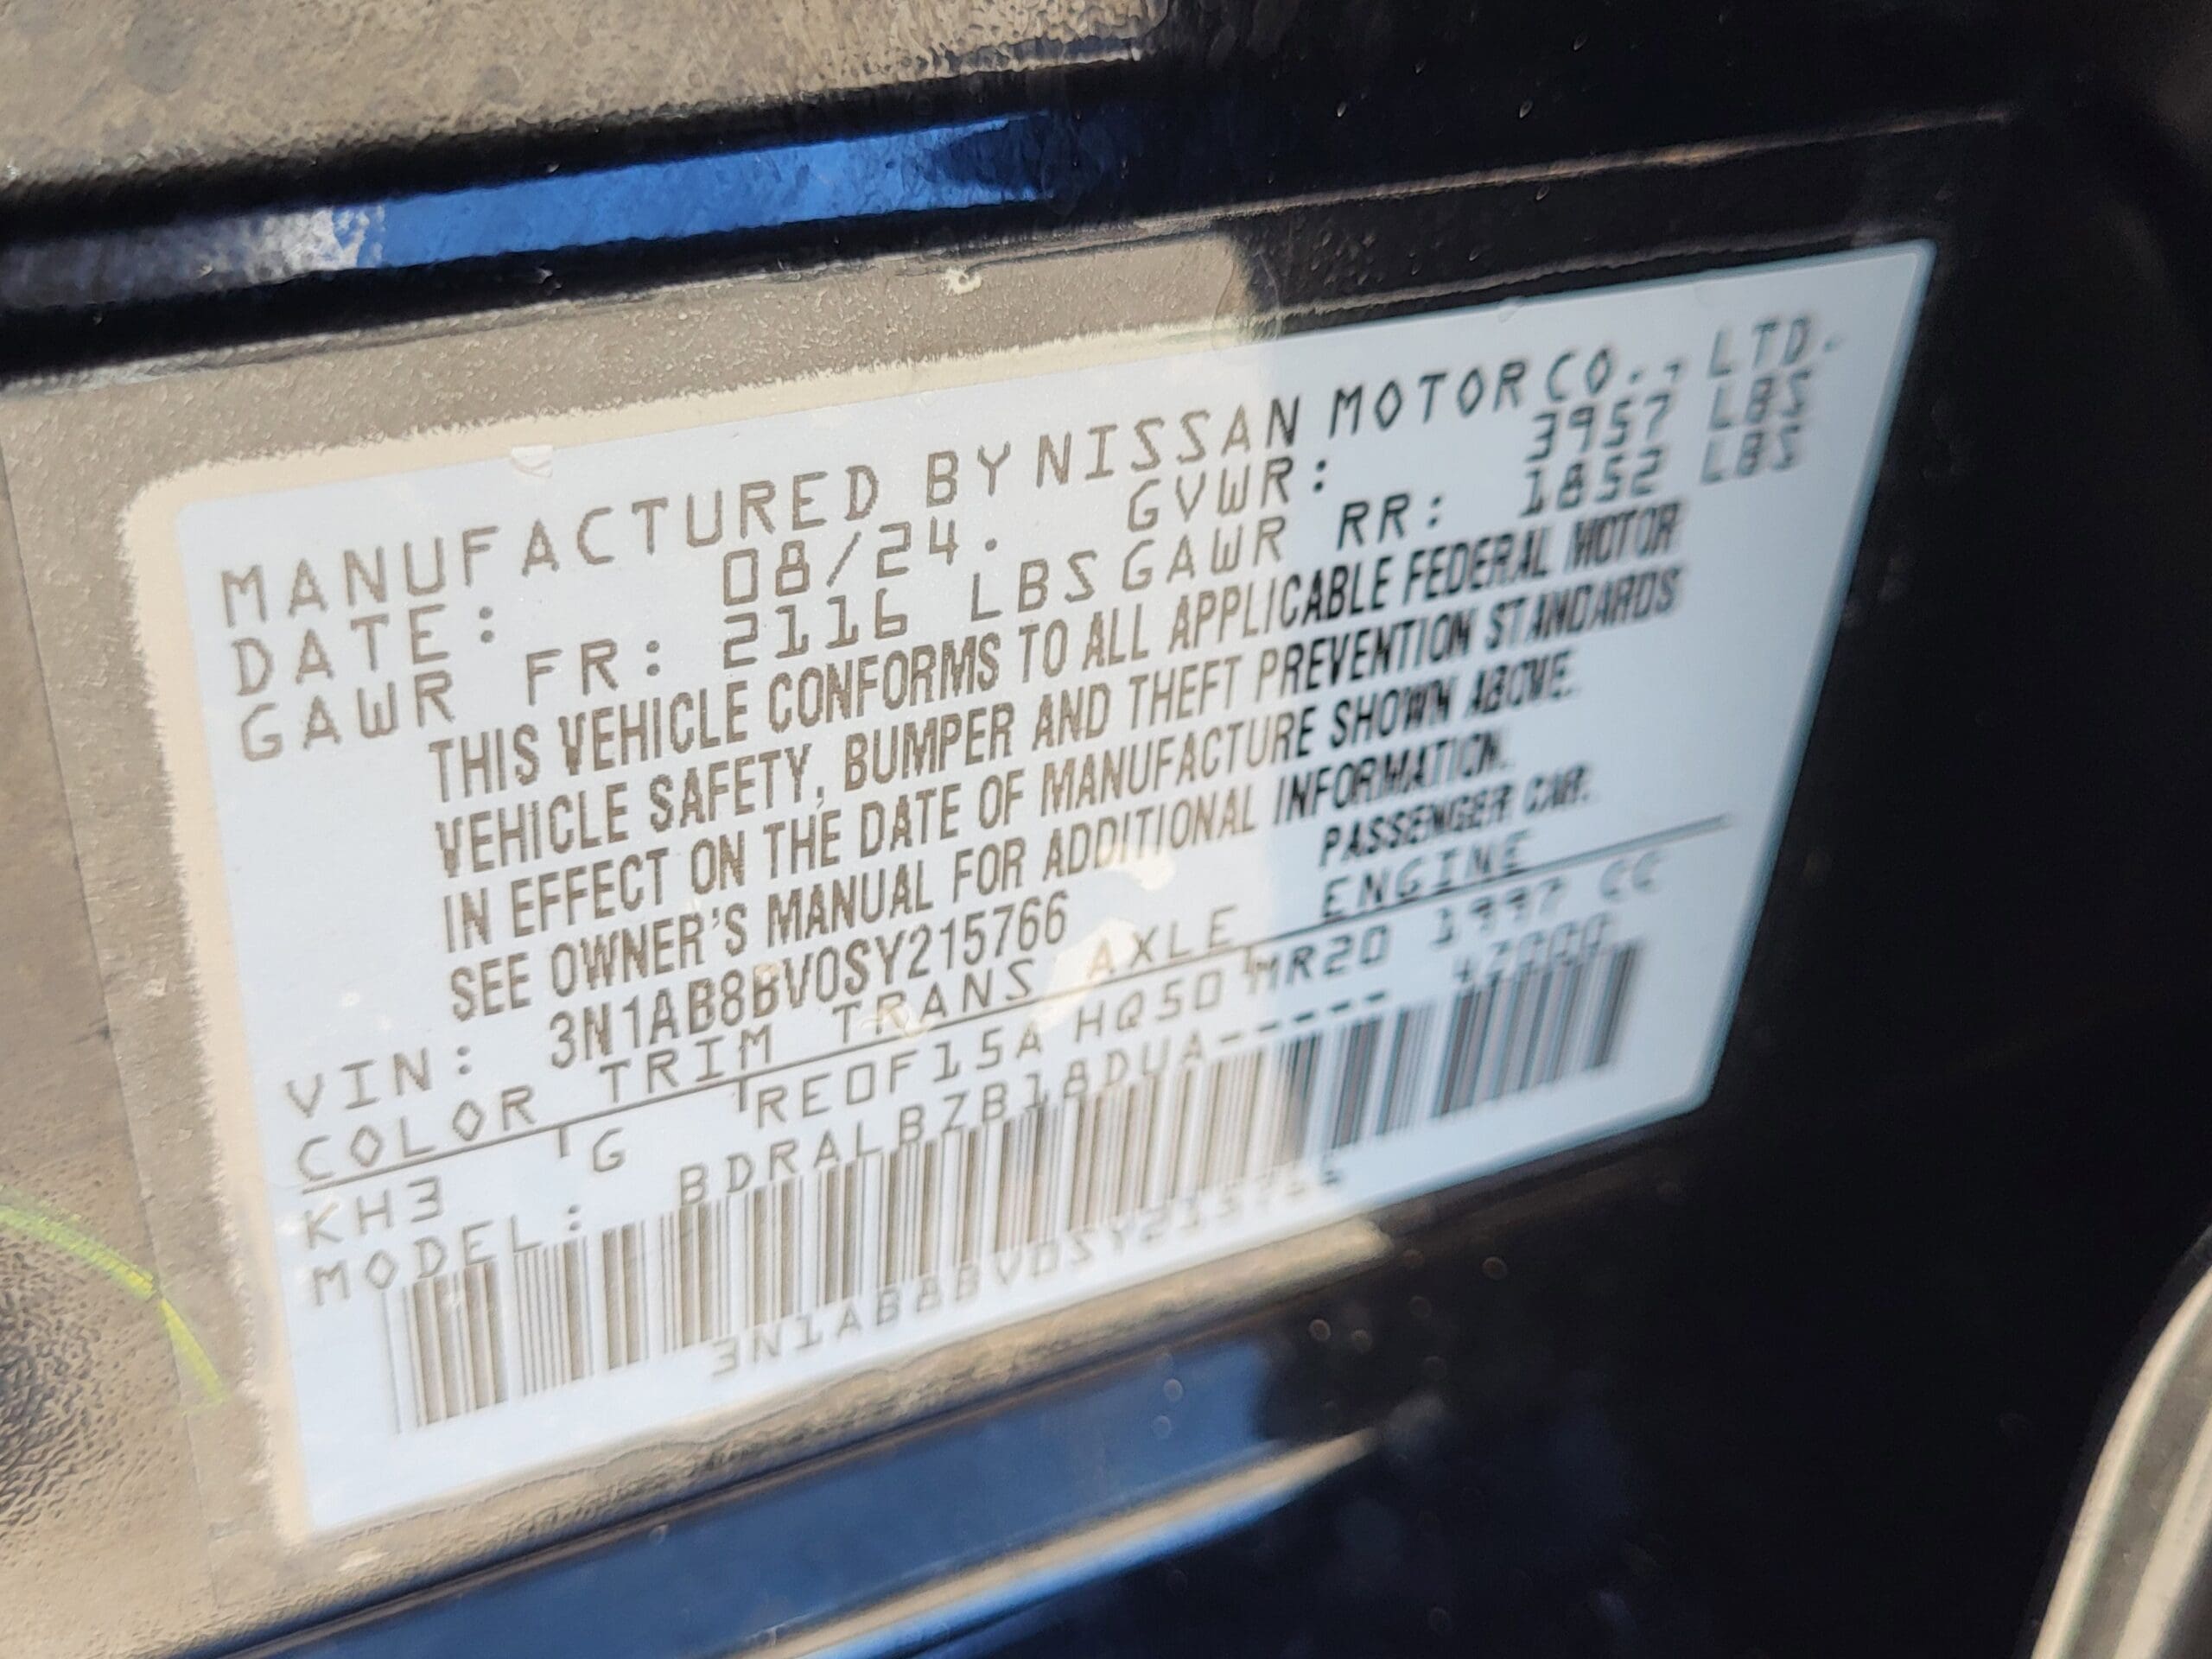 MANUFACTURED BY NISSAN MOTOR CO., LTD.
DATE: 08/24. GVWR: 3957 LBS
GAWR FR: 2116 LBS GAWR RR: 1852 LBS
THIS VEHICLE CONFORMS TO ALL APPLICABLE FEDERAL MOTOR
VEHICLE SAFETY, BUMPER AND THEFT PREVENTION STANDARDS
IN EFFECT ON THE DATE OF MANUFACTURE SHOWN ABOVE.
SEE OWNER'S MANUAL FOR ADDITIONAL INFORMATION.
VIN: 3N1AB8BV0SY215766 PASSENGER CAR.
COLOR TRIM TRANS AXLE ENGINE
KH3 G RE0F15A HQ50 MR20 1997 CC
MODEL: BDRALBZB18DUA-----
3N1AB8BV0SY215766